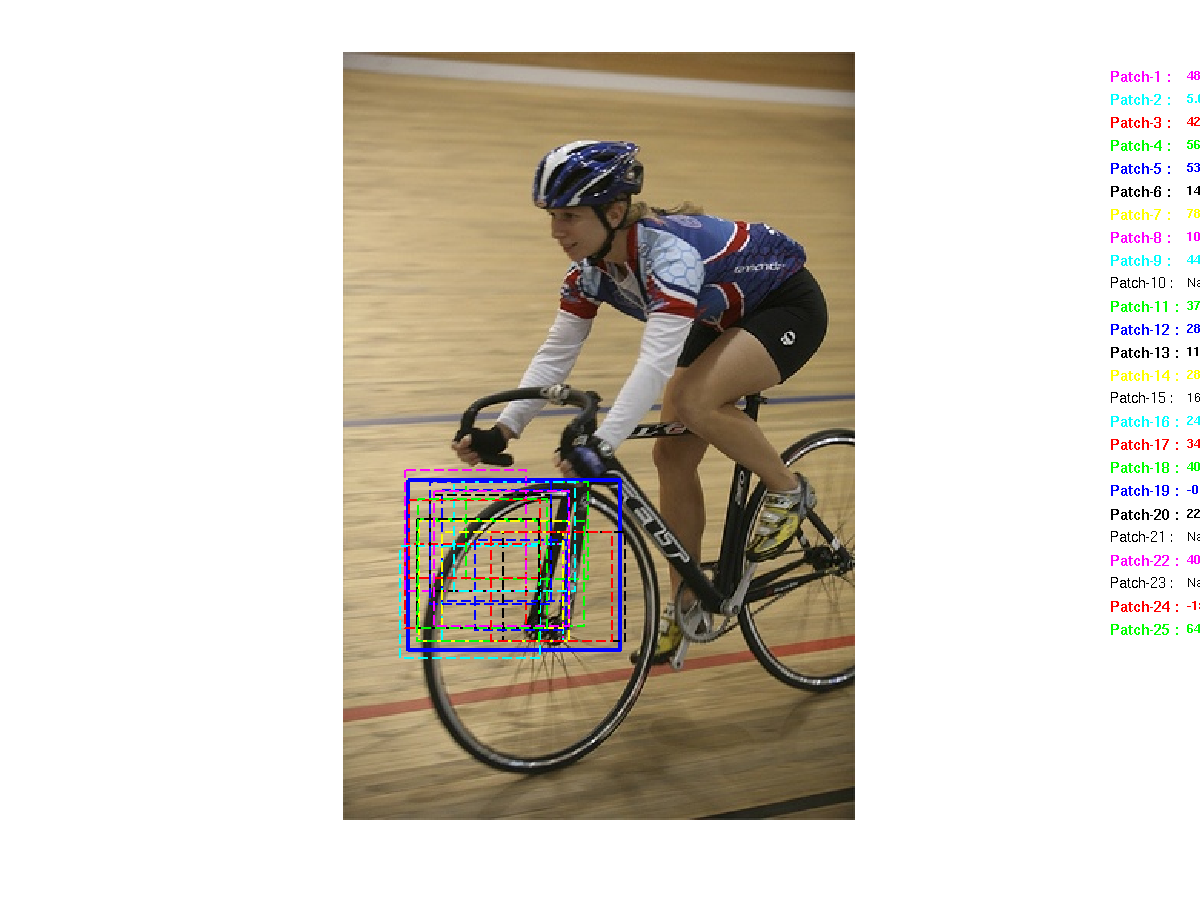 Patch-1 : 48
Patch-2 : 5.
Patch-3 : 42
Patch-4 : 56
Patch-5 : 53
Patch-6 : 14
Patch-7 : 78
Patch-8 : 10
Patch-9 : 44
Patch-10 : Na
Patch-11 : 37
Patch-12 : 28
Patch-13 : 11
Patch-14 : 20
Patch-15 : 16
Patch-16 : 24
Patch-17 : 34
Patch-18 : 40
Patch-19 : -0
Patch-20 : 22
Patch-21 : Na
Patch-22 : 40
Patch-23 : Na
Patch-24 : -1
Patch-25 : 64